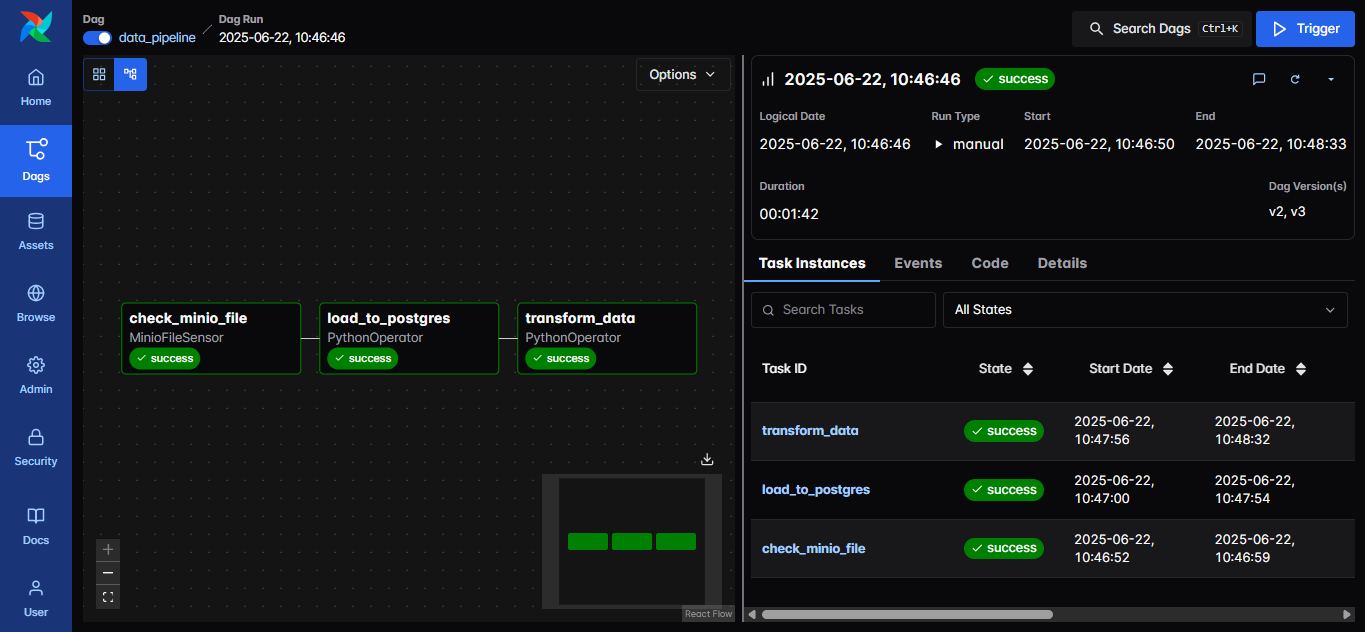 Dag
data_pipeline
Dag Run
2025-06-22, 10:46:46
Search Dags
Ctrl+K
Trigger
Home
Dags
Assets
Browse
Admin
Security
Docs
User
Options
check_minio_file
MinioFileSensor
success
load_to_postgres
PythonOperator
success
transform_data
PythonOperator
success
React Flow
2025-06-22, 10:46:46
success
Logical Date
2025-06-22, 10:46:46
Run Type
manual
Start
2025-06-22, 10:46:50
End
2025-06-22, 10:48:33
Duration
00:01:42
Dag Version(s)
v2, v3
Task Instances
Events
Code
Details
Search Tasks
All States
Task ID
State
Start Date
End Date
transform_data
success
2025-06-22,
10:47:56
2025-06-22,
10:48:32
load_to_postgres
success
2025-06-22,
10:47:00
2025-06-22,
10:47:54
check_minio_file
success
2025-06-22,
10:46:52
2025-06-22,
10:46:59